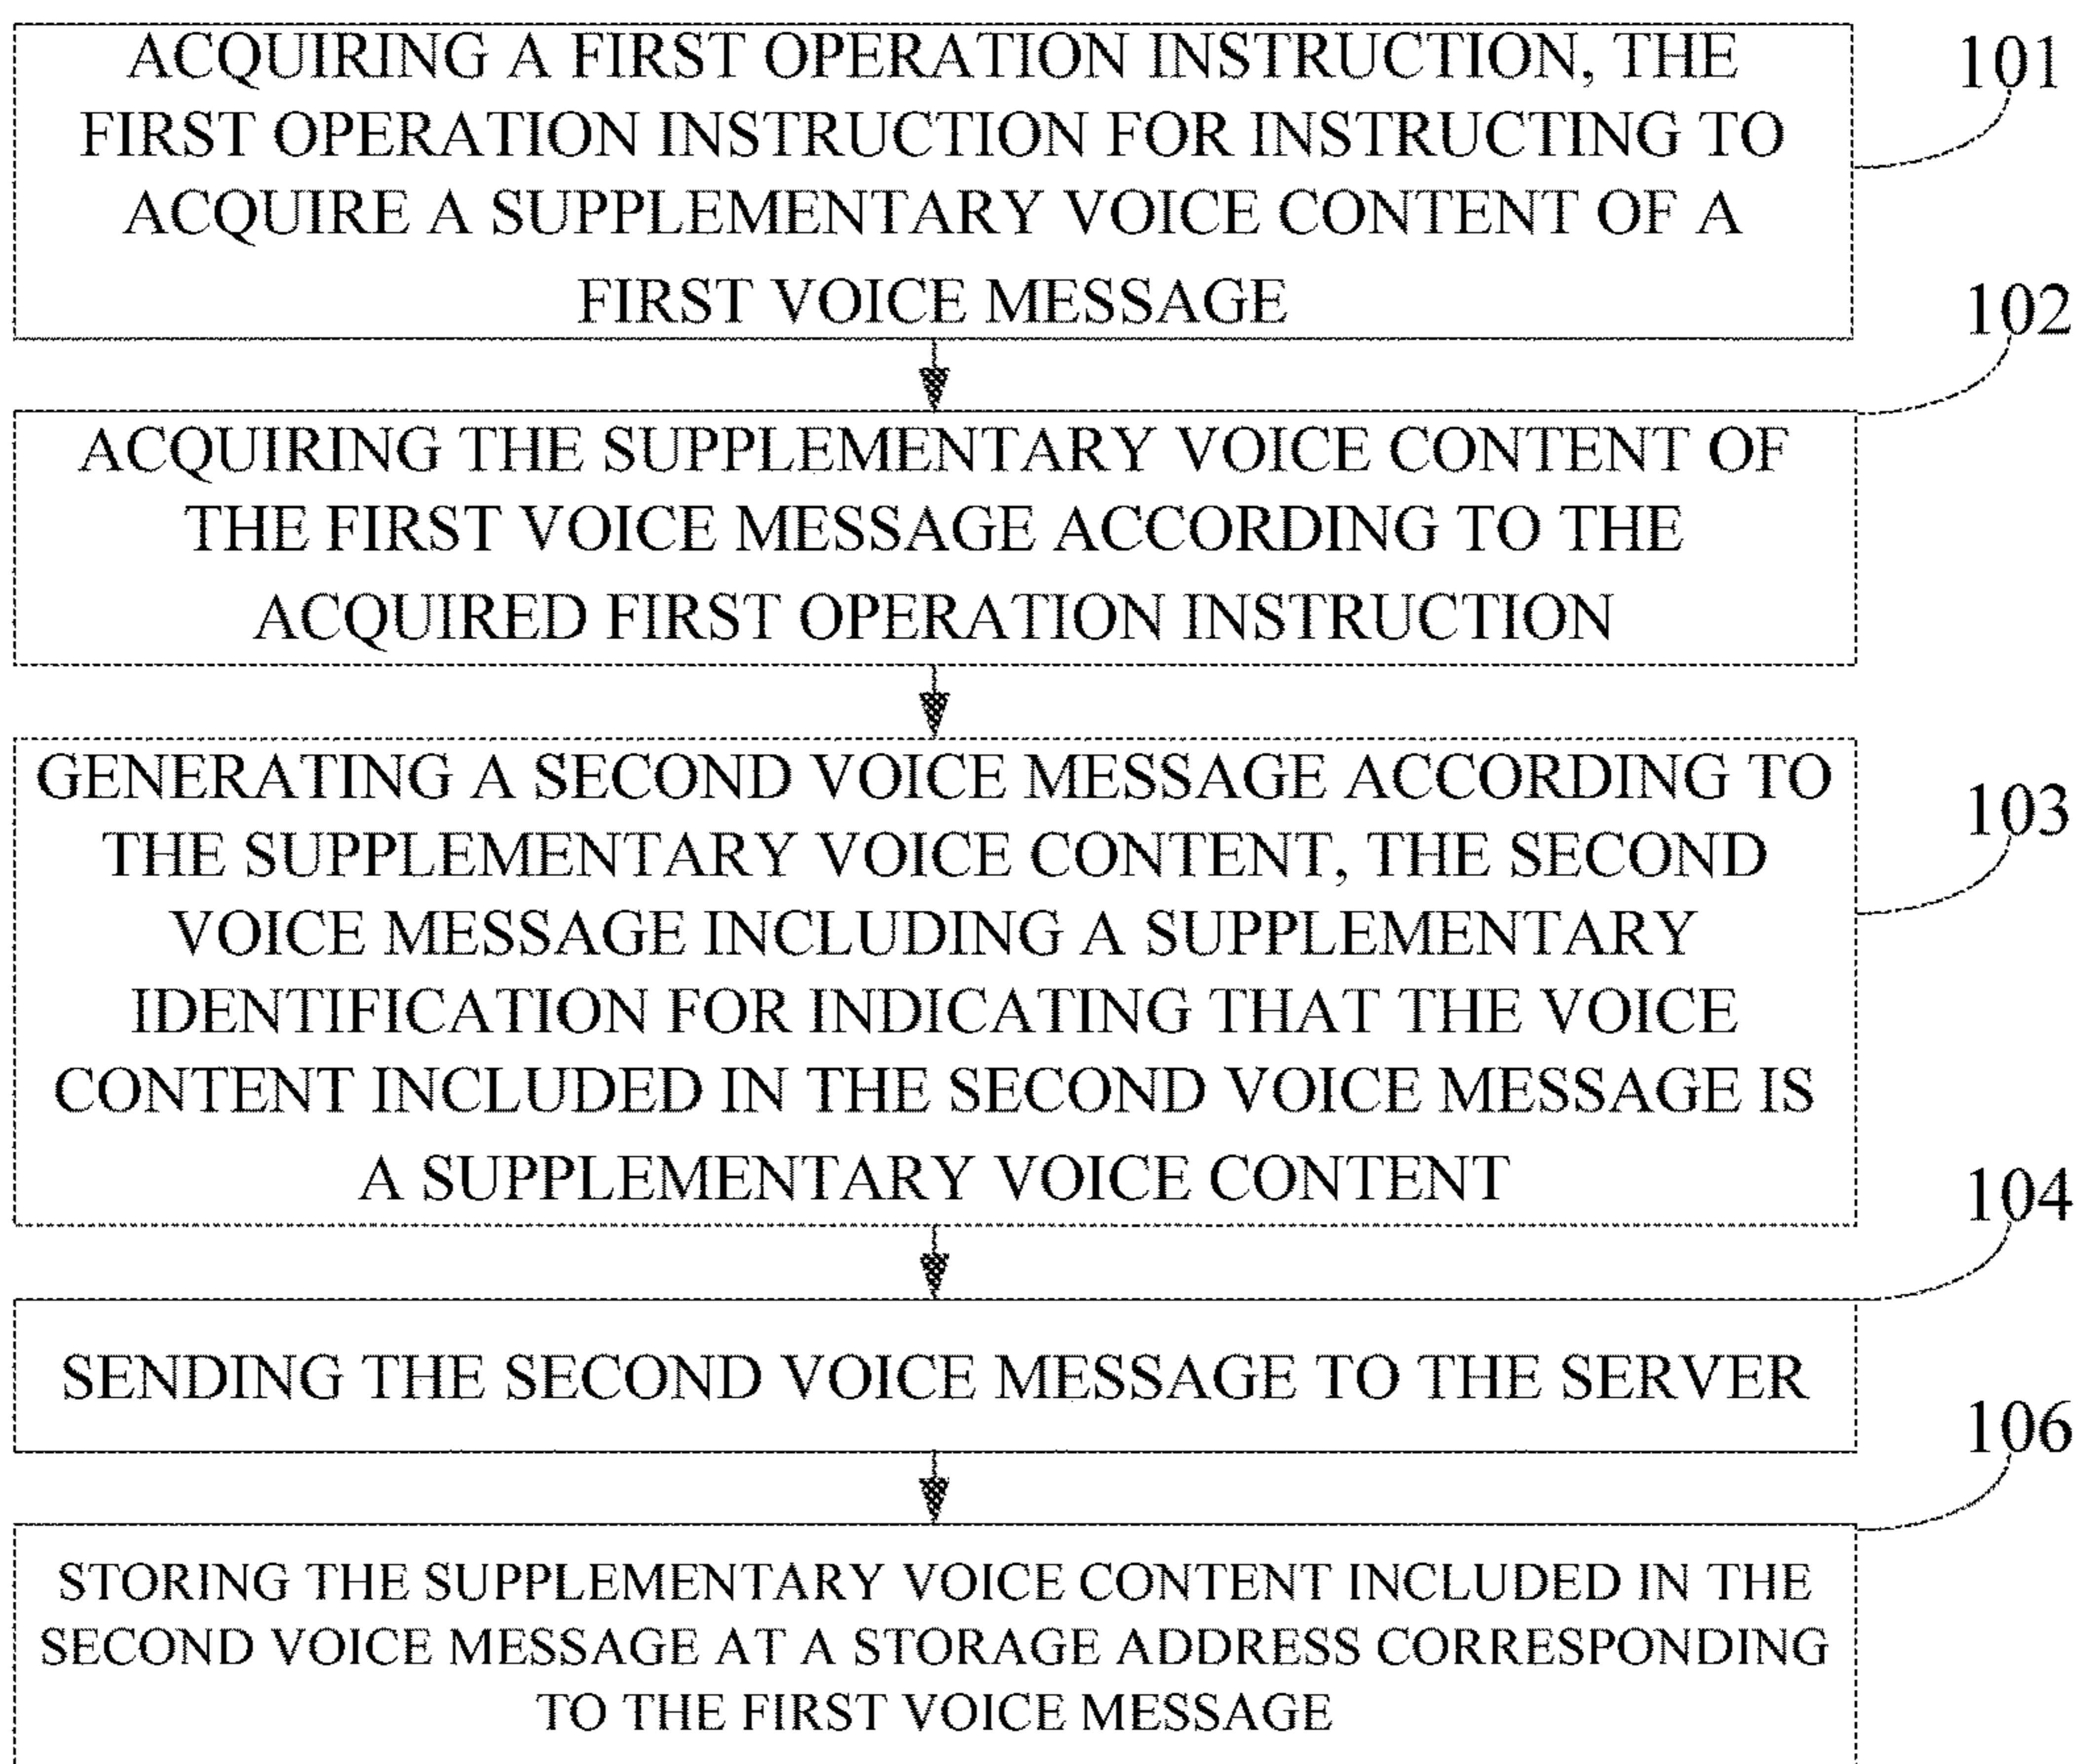 ACQUIRING A FIRST OPERATION INSTRUCTION, THE
FIRST OPERATION INSTRUCTION FOR INSTRUCTING TO
ACQUIRE A SUPPLEMENTARY VOICE CONTENT OF A
FIRST VOICE MESSAGE
101
102
ACQUIRING THE SUPPLEMENTARY VOICE CONTENT OF
THE FIRST VOICE MESSAGE ACCORDING TO THE
ACQUIRED FIRST OPERATION INSTRUCTION
GENERATING A SECOND VOICE MESSAGE ACCORDING TO
THE SUPPLEMENTARY VOICE CONTENT, THE SECOND
VOICE MESSAGE INCLUDING A SUPPLEMENTARY
IDENTIFICATION FOR INDICATING THAT THE VOICE
CONTENT INCLUDED IN THE SECOND VOICE MESSAGE IS
A SUPPLEMENTARY VOICE CONTENT
103
104
SENDING THE SECOND VOICE MESSAGE TO THE SERVER
106
STORING THE SUPPLEMENTARY VOICE CONTENT INCLUDED IN THE
SECOND VOICE MESSAGE AT A STORAGE ADDRESS CORRESPONDING
TO THE FIRST VOICE MESSAGE